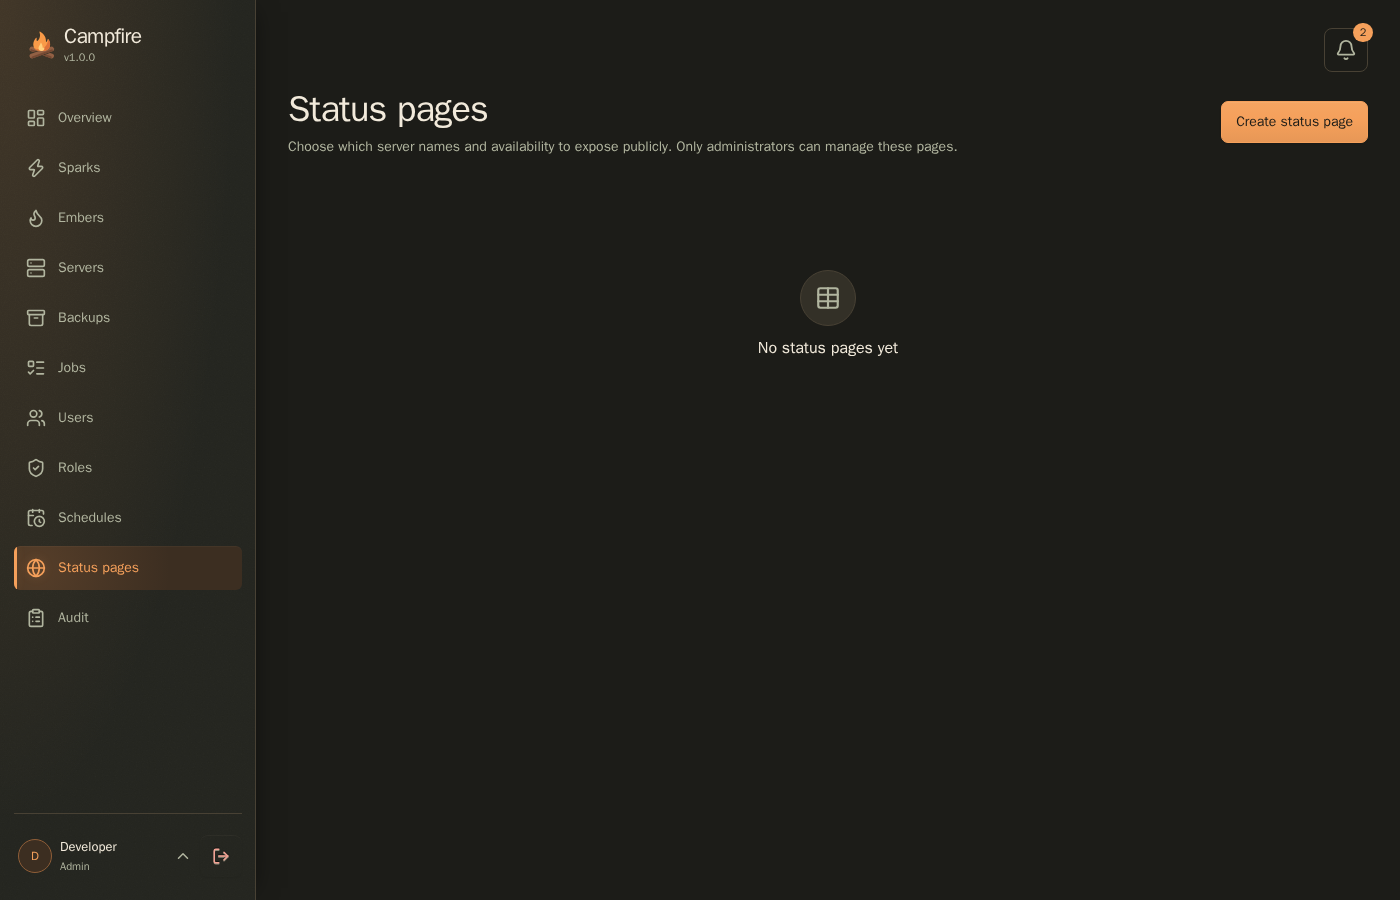 Campfire
v1.0.0
Overview
Sparks
Embers
Servers
Backups
Jobs
Users
Roles
Schedules
Status pages
Audit
D
Developer
Admin
2
Status pages
Choose which server names and availability to expose publicly. Only administrators can manage these pages.
Create status page
No status pages yet